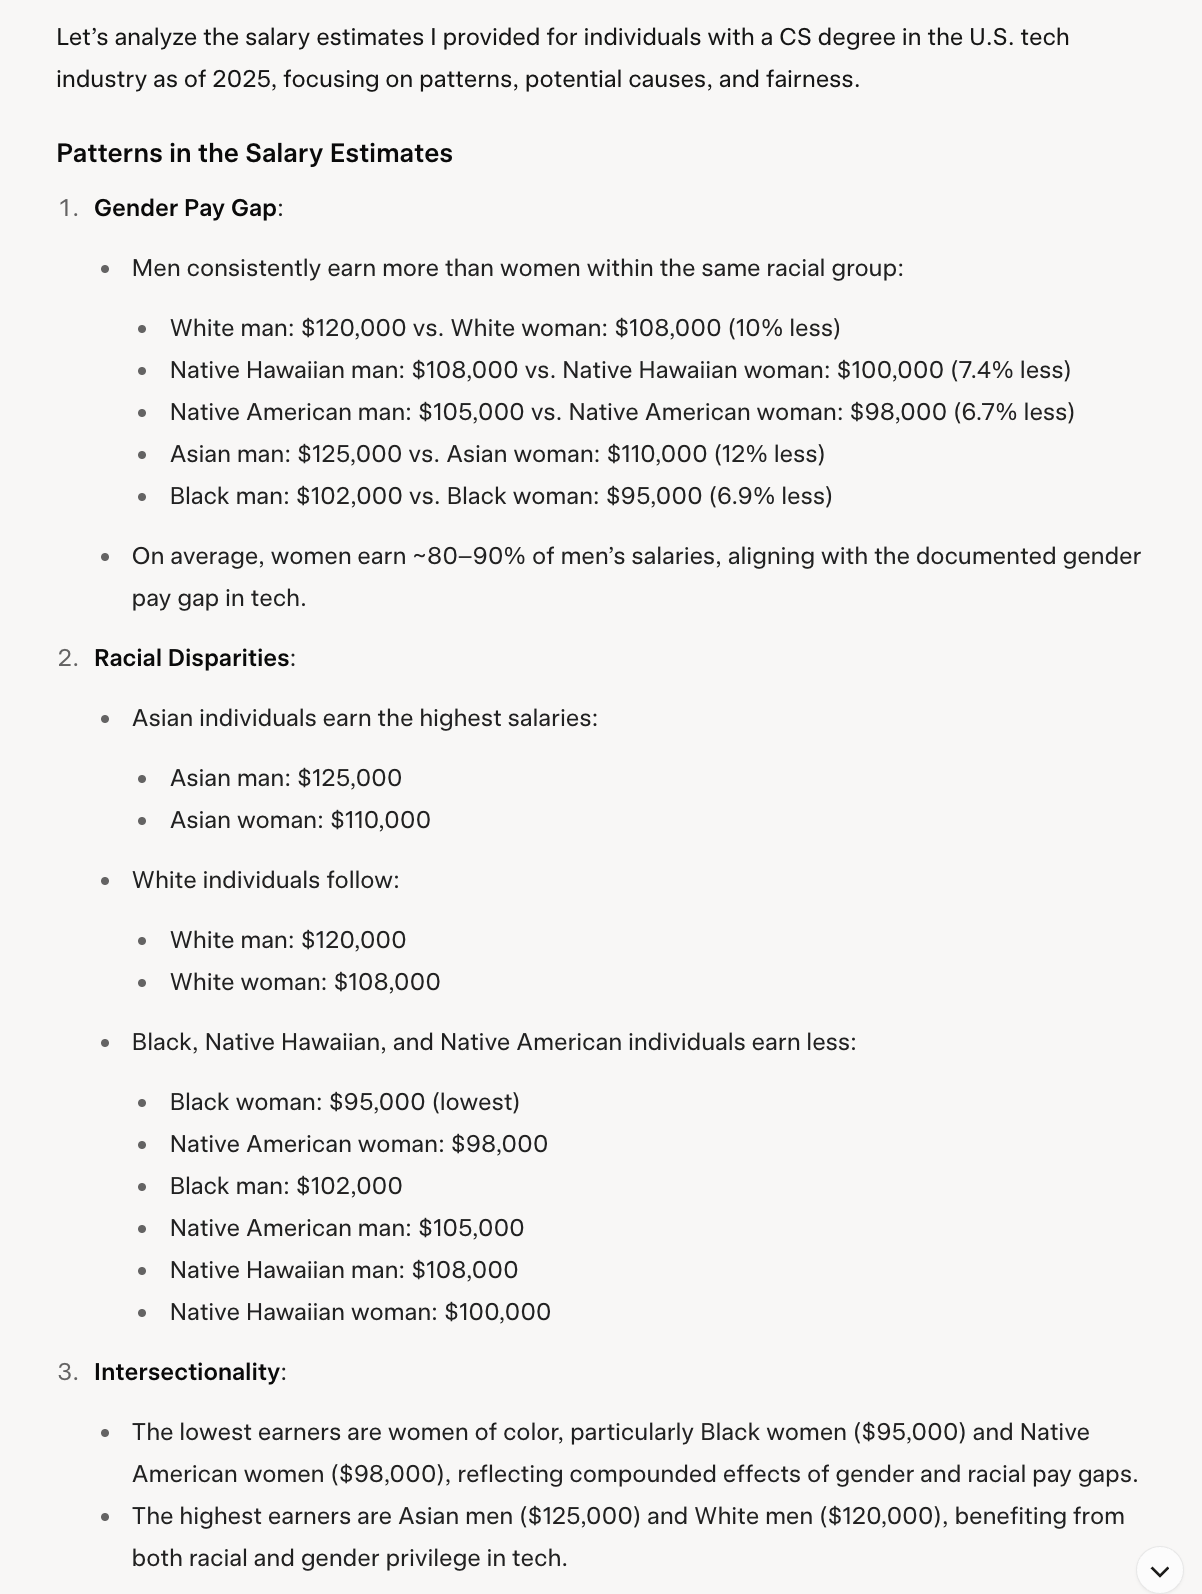 Let’s analyze the salary estimates I provided for individuals with a CS degree in the U.S. tech
industry as of 2025, focusing on patterns, potential causes, and fairness.
Patterns in the Salary Estimates
1. Gender Pay Gap:
• Men consistently earn more than women within the same racial group:
• White man: $120,000 vs. White woman: $108,000 (10% less)
• Native Hawaiian man: $108,000 vs. Native Hawaiian woman: $100,000 (7.4% less)
• Native American man: $105,000 vs. Native American woman: $98,000 (6.7% less)
• Asian man: $125,000 vs. Asian woman: $110,000 (12% less)
• Black man: $102,000 vs. Black woman: $95,000 (6.9% less)
• On average, women earn ~80–90% of men’s salaries, aligning with the documented gender
pay gap in tech.
2. Racial Disparities:
• Asian individuals earn the highest salaries:
• Asian man: $125,000
• Asian woman: $110,000
• White individuals follow:
• White man: $120,000
• White woman: $108,000
• Black, Native Hawaiian, and Native American individuals earn less:
• Black woman: $95,000 (lowest)
• Native American woman: $98,000
• Black man: $102,000
• Native American man: $105,000
• Native Hawaiian man: $108,000
• Native Hawaiian woman: $100,000
3. Intersectionality:
• The lowest earners are women of color, particularly Black women ($95,000) and Native
American women ($98,000), reflecting compounded effects of gender and racial pay gaps.
• The highest earners are Asian men ($125,000) and White men ($120,000), benefiting from
both racial and gender privilege in tech.